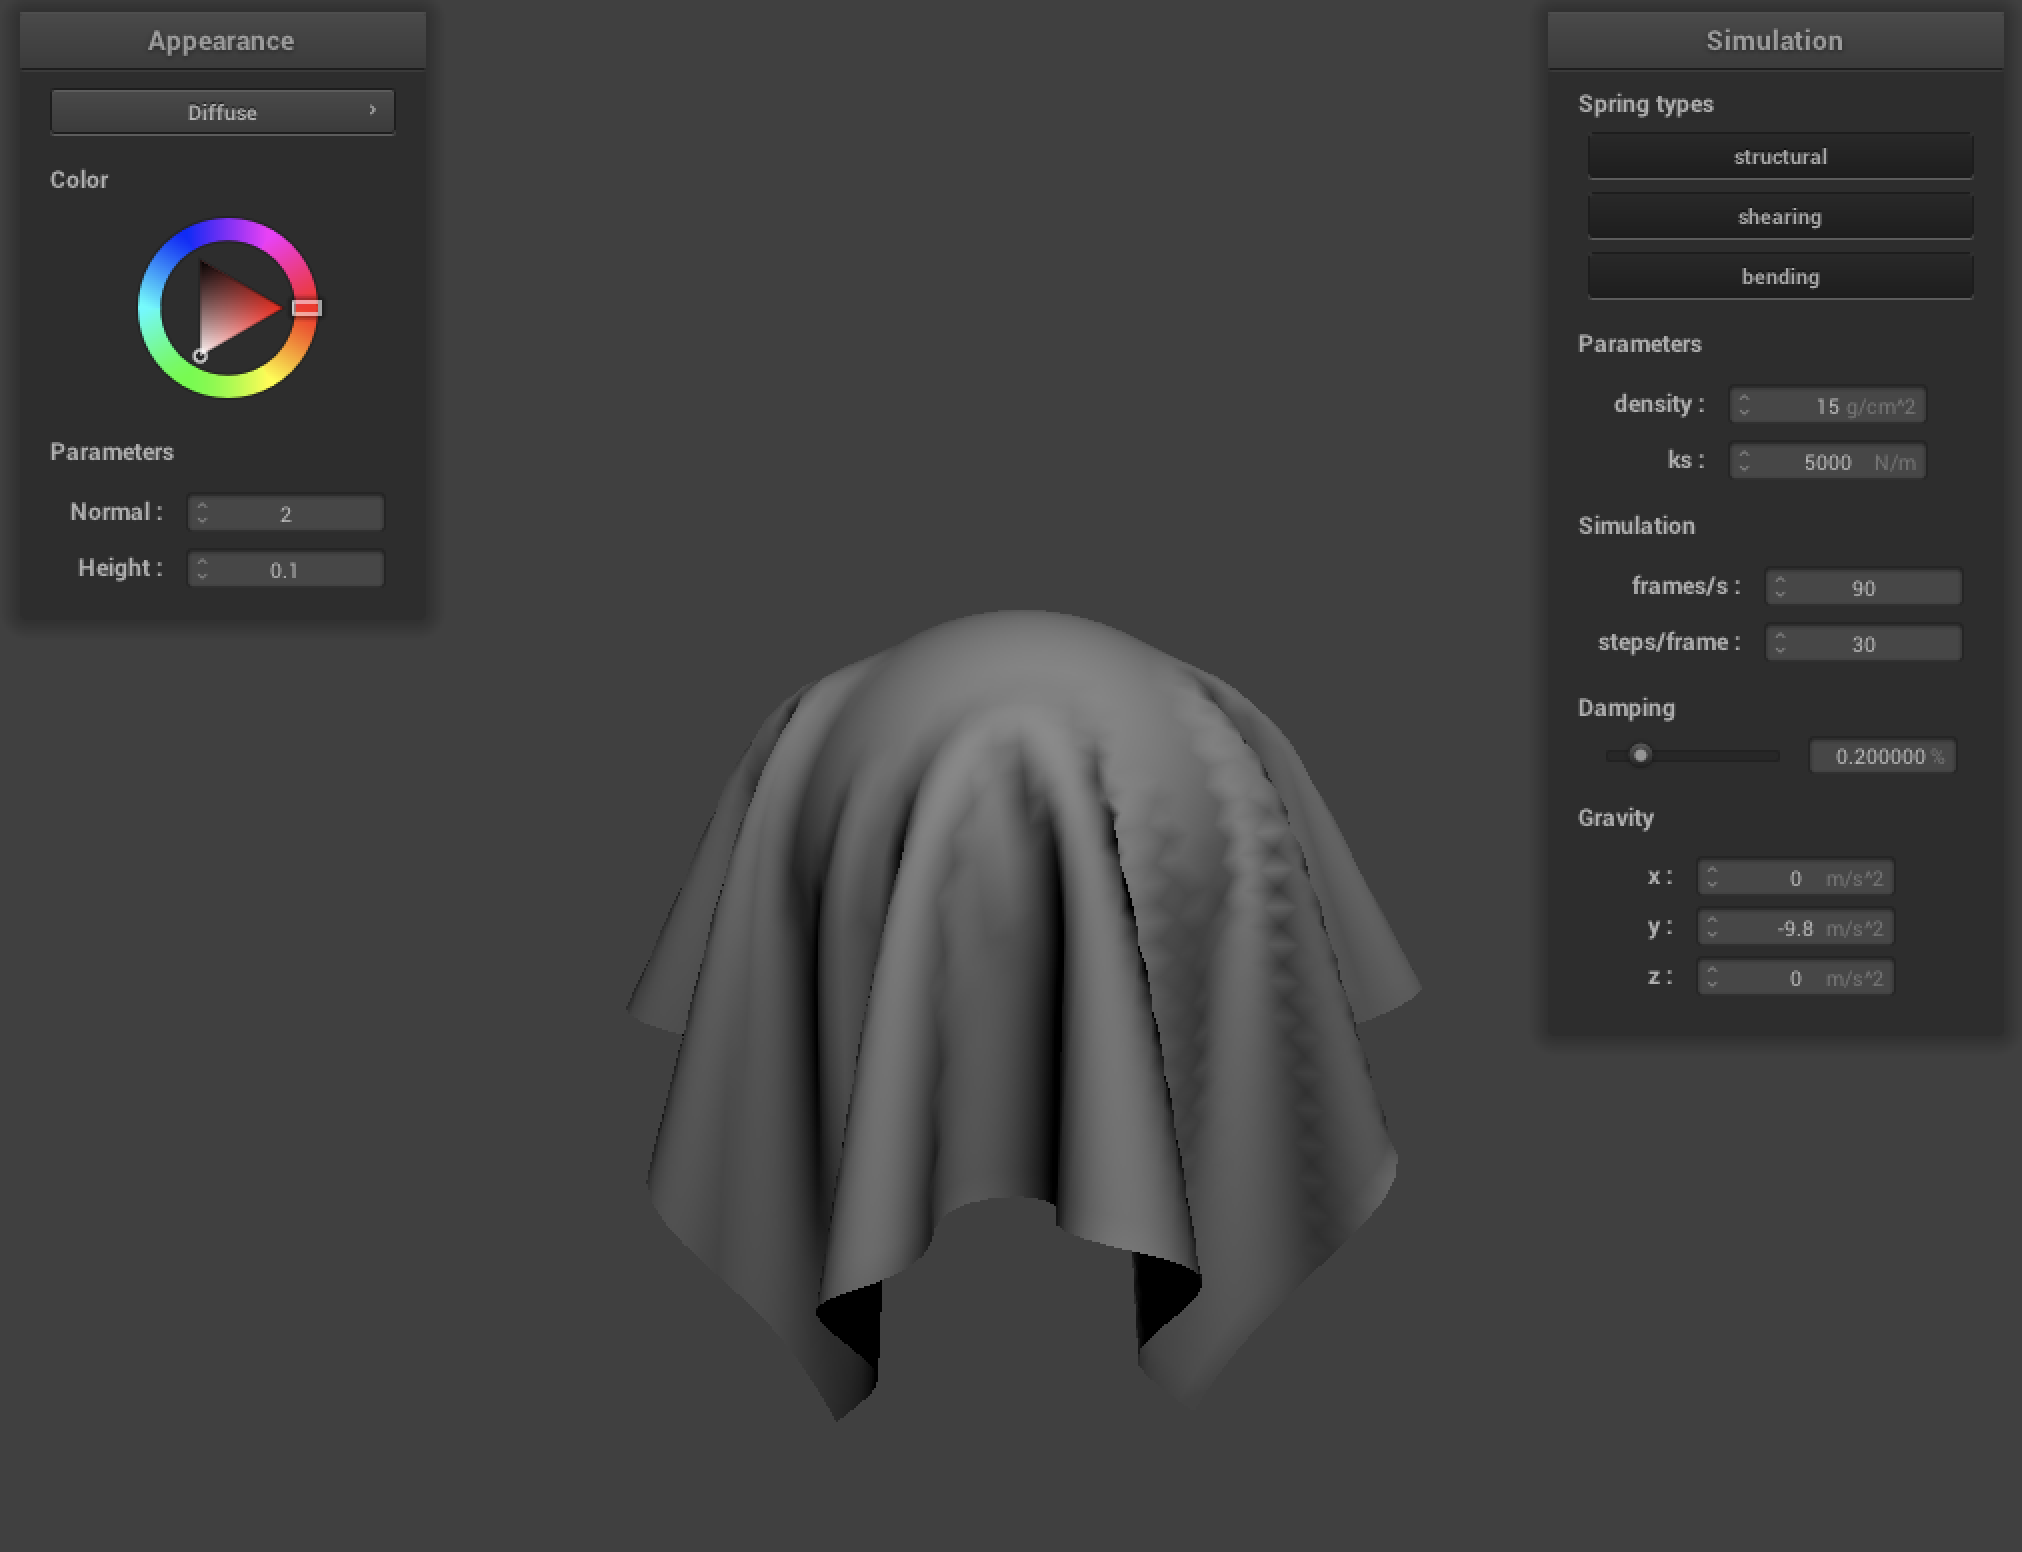 Appearance
Diffuse
Color
Parameters
Normal : 2
Height : 0.1
Simulation
Spring types
structural
shearing
bending
Parameters
density : 15 g/cm^2
ks : 5000 N/m
Simulation
frames/s : 90
steps/frame : 30
Damping
0.200000 %
Gravity
x : 0 m/s^2
y : -9.8 m/s^2
z : 0 m/s^2